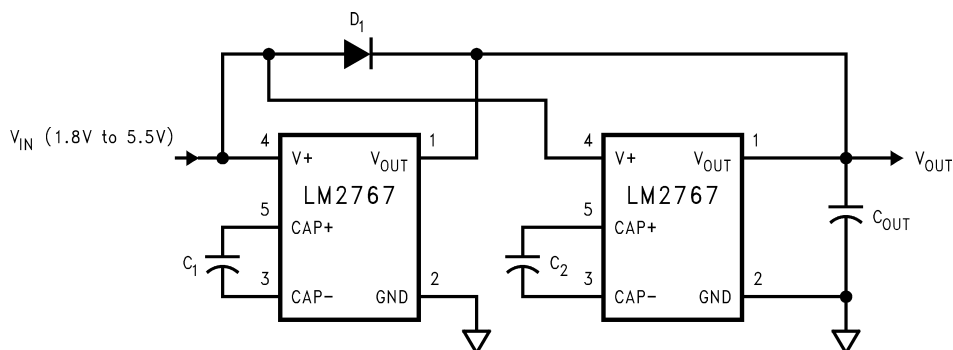 D1
VIN (1.8V to 5.5V)
4
V+
VOUT
1
LM2767
5
CAP+
C1
3
CAP−
GND
2
4
V+
VOUT
1
VOUT
LM2767
5
CAP+
C2
3
CAP−
GND
2
COUT